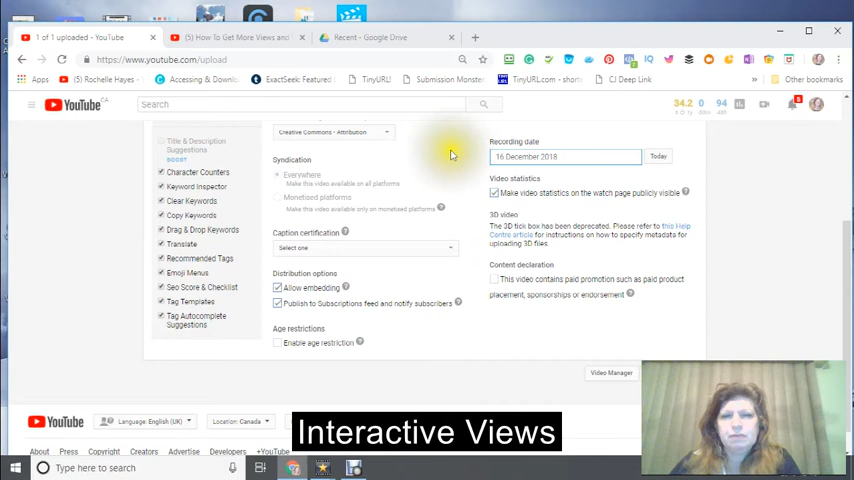 1 of 1 uploaded - YouTube
(5) How To Get More Views and
Recent - Google Drive
https://www.youtube.com/upload
Apps
(5) Rochelle Hayes - Y
Accessing & Downlo
ExactSeek: Featured
TinyURL!
Submission Monster
TinyURL.com - short
CJ Deep Link
Other bookmarks
YouTube CA
Search
34.2
0
94
8
Title & Description
Suggestions
BOOST
Character Counters
Keyword Inspector
Clear Keywords
Copy Keywords
Drag & Drop Keywords
Translate
Recommended Tags
Emoji Menus
Seo Score & Checklist
Tag Templates
Tag Autocomplete
Suggestions
Creative Commons - Attribution
Syndication
Everywhere
Make this video available on all platforms
Monetised platforms
Make this video available only on monetised platforms
Caption certification
Select one
Distribution options
Allow embedding
Publish to Subscriptions feed and notify subscribers
Age restrictions
Enable age restriction
Recording date
16 December 2018
Today
Video statistics
Make video statistics on the watch page publicly visible
3D video
The 3D tick box has been deprecated. Please refer to this Help
Centre article for instructions on how to specify metadata for
uploading 3D files.
Content declaration
This video contains paid promotion such as paid product
placement, sponsorships or endorsement
Video Manager
YouTube
Language: English (UK)
Location: Canada
Interactive Views
About
Press
Copyright
Creators
Advertise
Developers
+YouTube
Type here to search